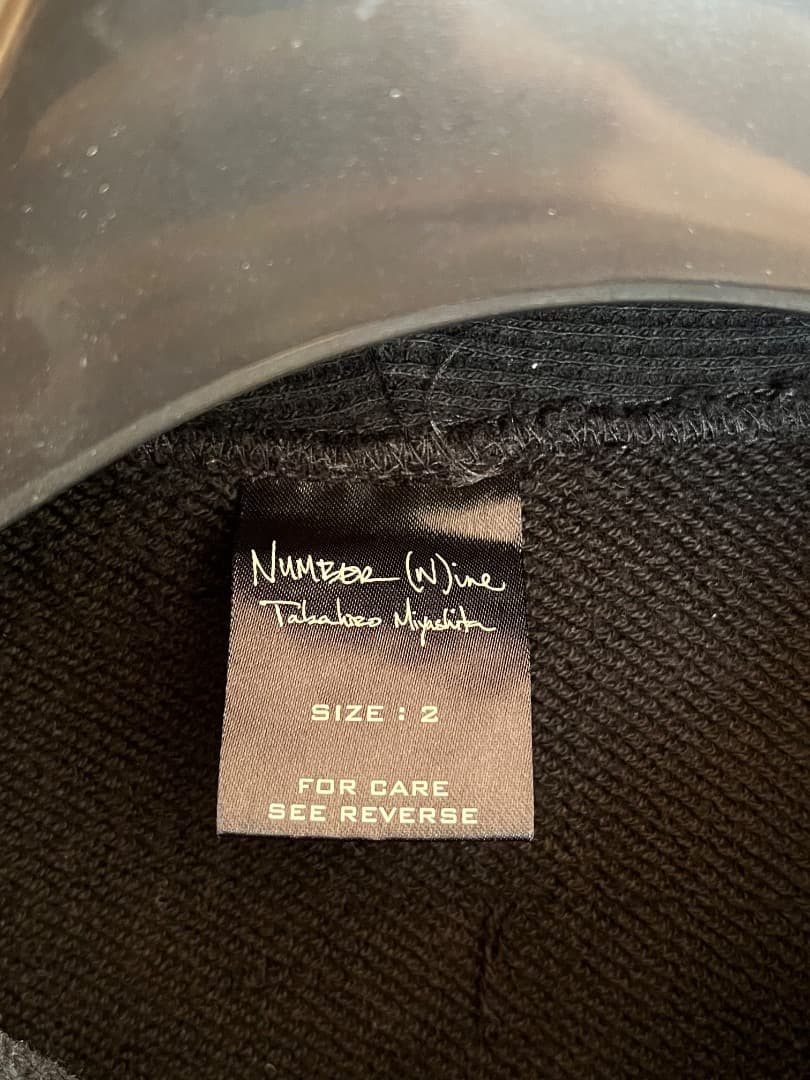 NUMBER (N)ine
Takahiro Miyashita
SIZE : 2
FOR CARE
SEE REVERSE